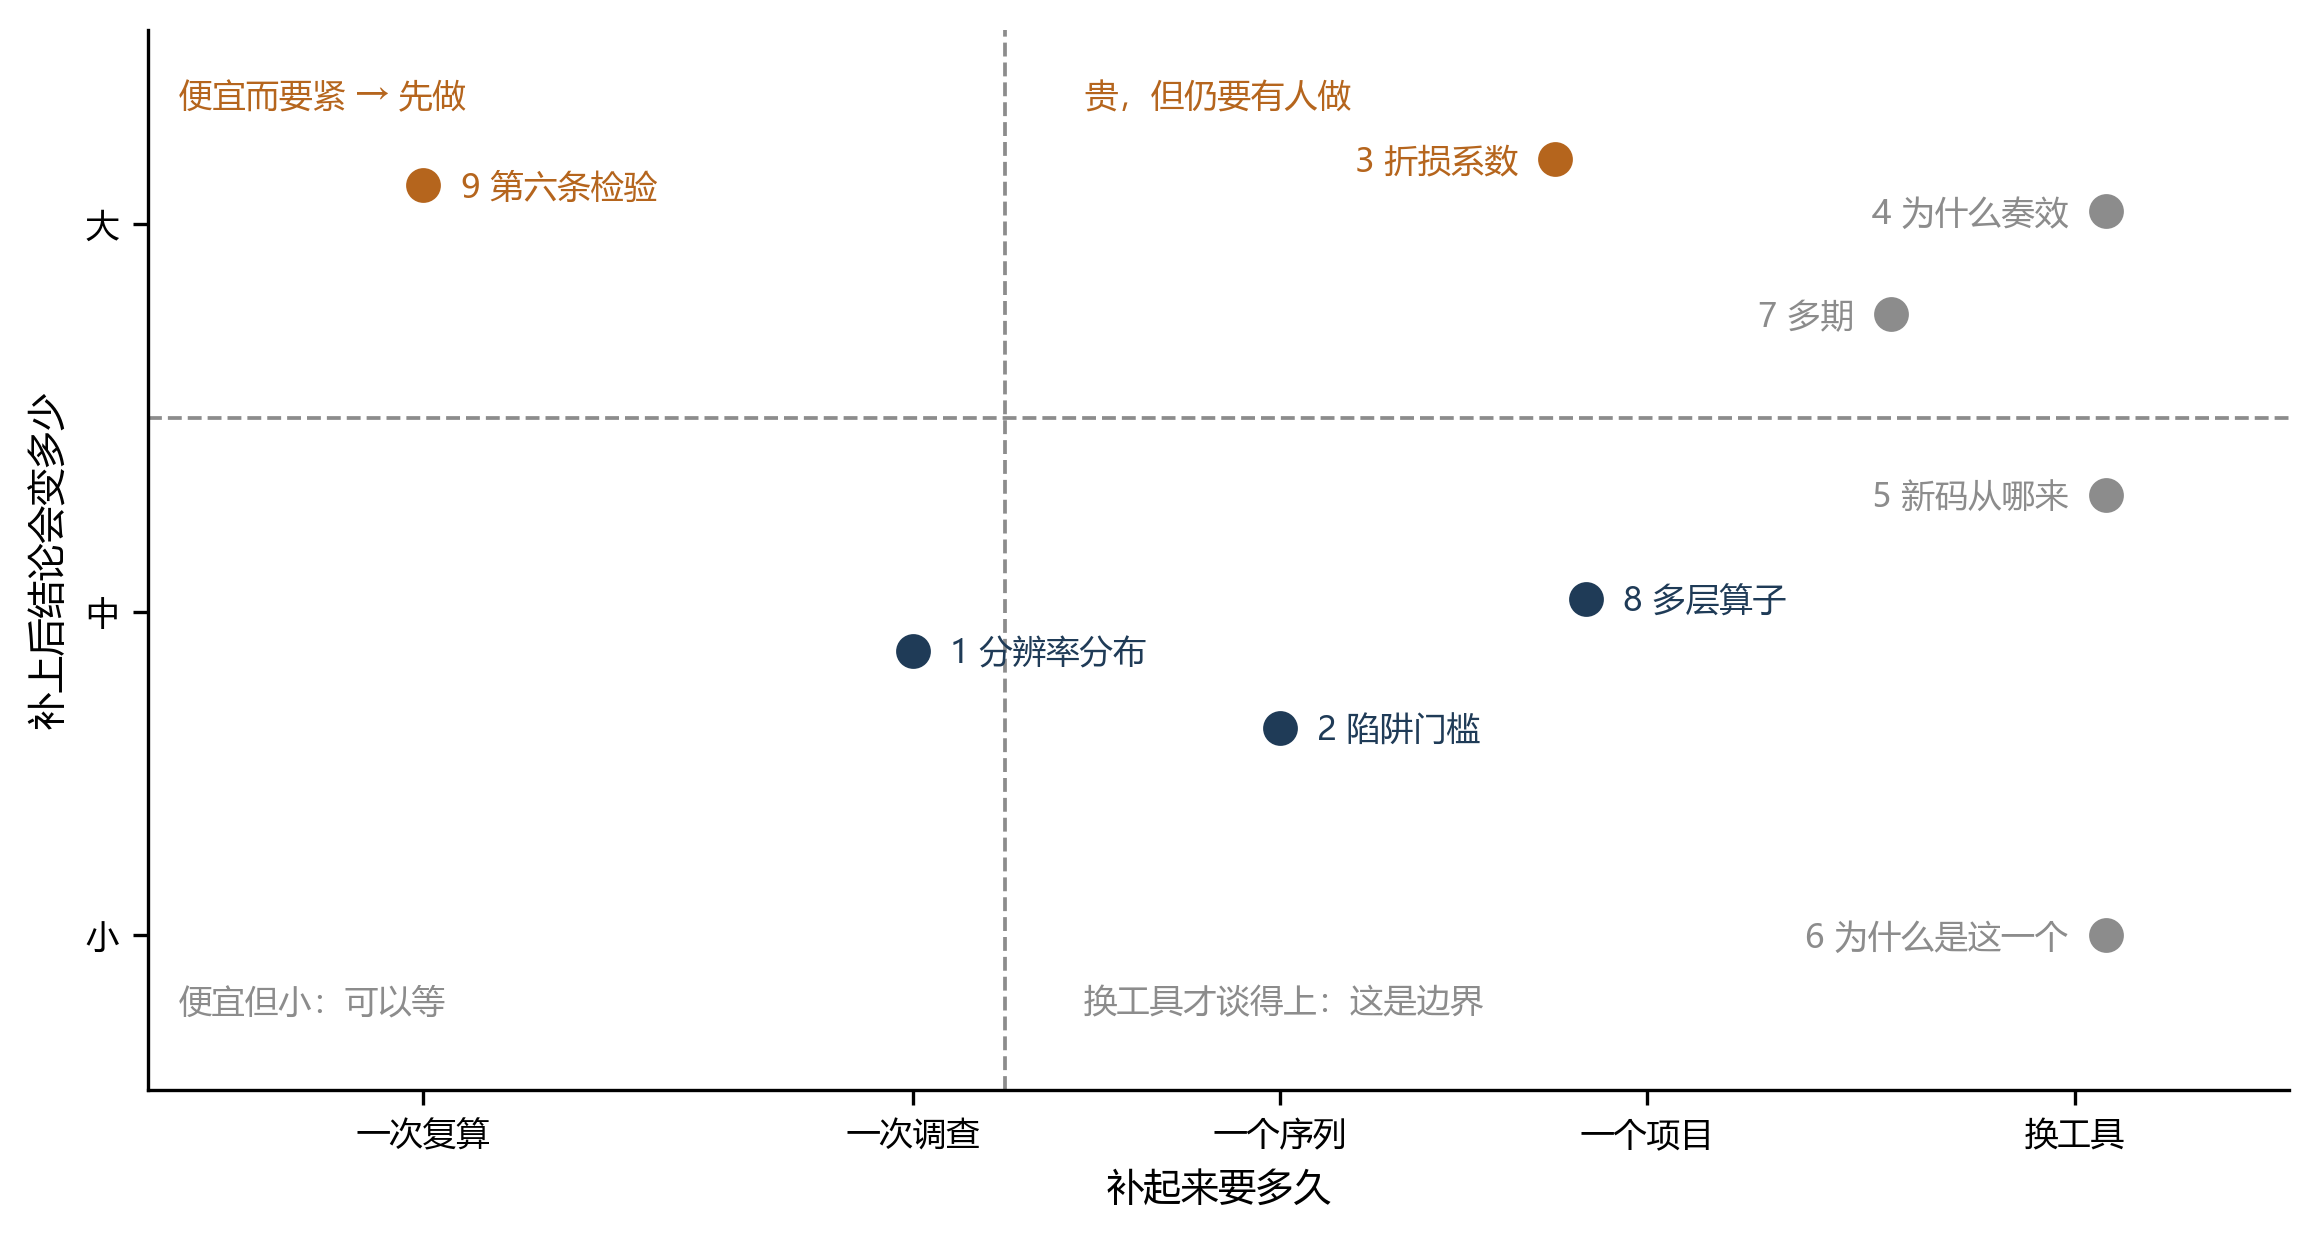 便宜而要紧 → 先做
贵，但仍要有人做
3 折损系数
9 第六条检验
4 为什么奏效
大
7 多期
补上后结论会变多少
5 新码从哪来
8 多层算子
中
1 分辨率分布
2 陷阱门槛
小
6 为什么是这一个
便宜但小：可以等
换工具才谈得上：这是边界
一次复算
一次调查
一个序列
一个项目
换工具
补起来要多久